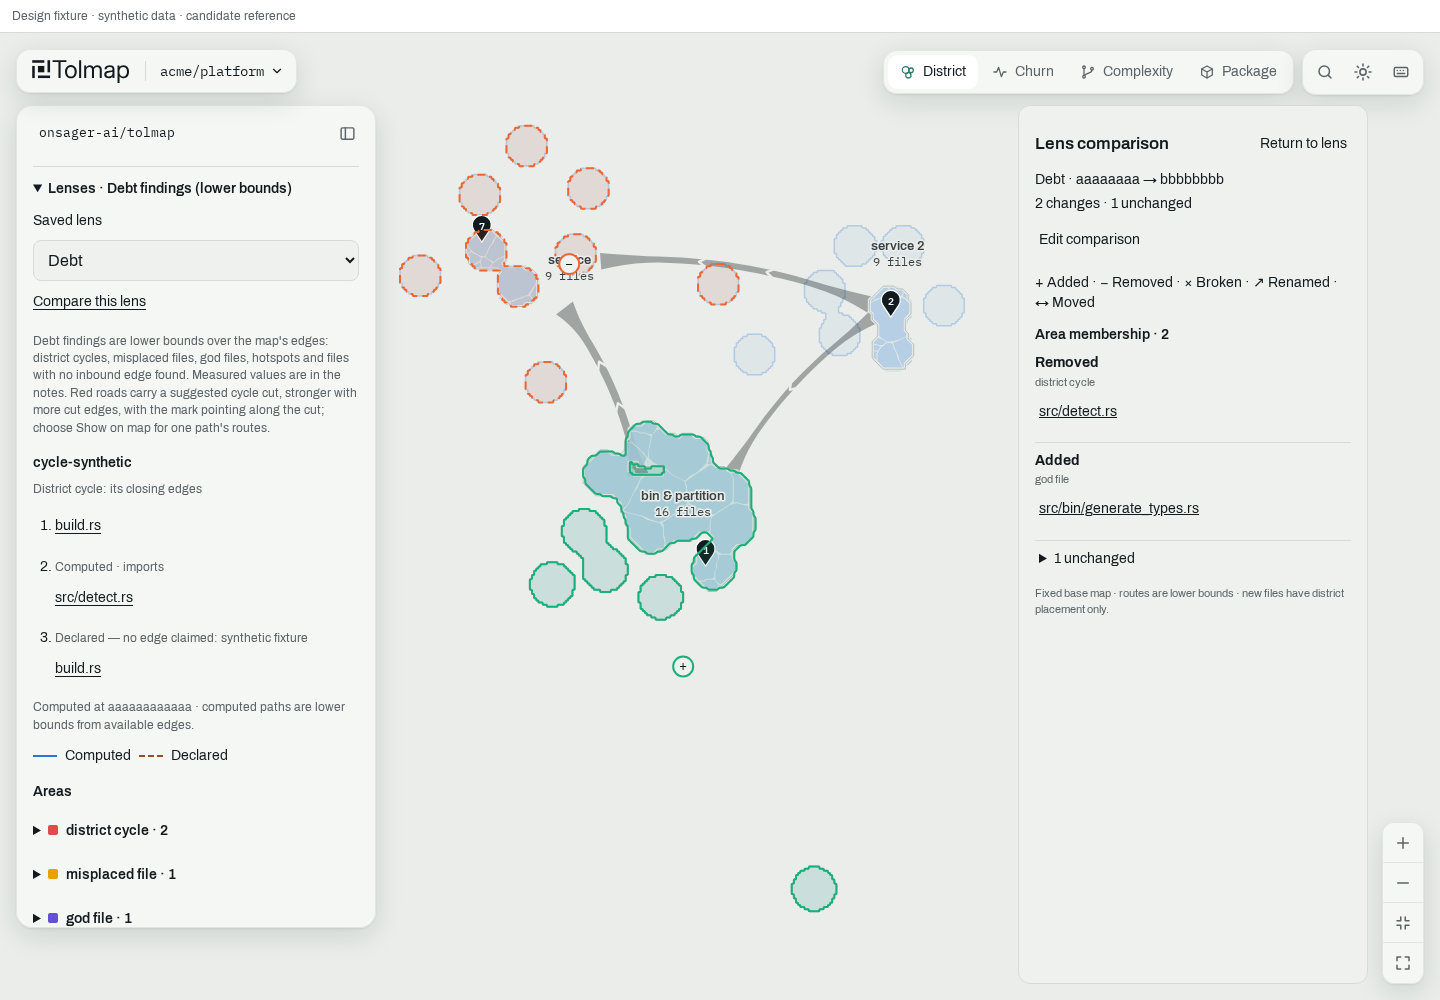 Design fixture · synthetic data · candidate reference
Tolmap
acme/platform
District
Churn
Complexity
Package
onsager-ai/tolmap
Lenses · Debt findings (lower bounds)
Saved lens
Debt
Compare this lens
Debt findings are lower bounds over the map's edges:
district cycles, misplaced files, god files, hotspots and files
with no inbound edge found. Measured values are in the
notes. Red roads carry a suggested cycle cut, stronger with
more cut edges, with the mark pointing along the cut;
choose Show on map for one path's routes.
cycle-synthetic
District cycle: its closing edges
1. build.rs
2. Computed · imports
src/detect.rs
3. Declared — no edge claimed: synthetic fixture
build.rs
Computed at aaaaaaaaaaaa · computed paths are lower
bounds from available edges.
Computed
Declared
Areas
district cycle · 2
misplaced file · 1
god file · 1
7
9 files
−
service 2
9 files
2
bin & partition
16 files
1
+
Lens comparison
Return to lens
Debt · aaaaaaaa → bbbbbbbb
2 changes · 1 unchanged
Edit comparison
+ Added · − Removed · × Broken · ↗ Renamed ·
↔ Moved
Area membership · 2
Removed
district cycle
src/detect.rs
Added
god file
src/bin/generate_types.rs
1 unchanged
Fixed base map · routes are lower bounds · new files have district
placement only.